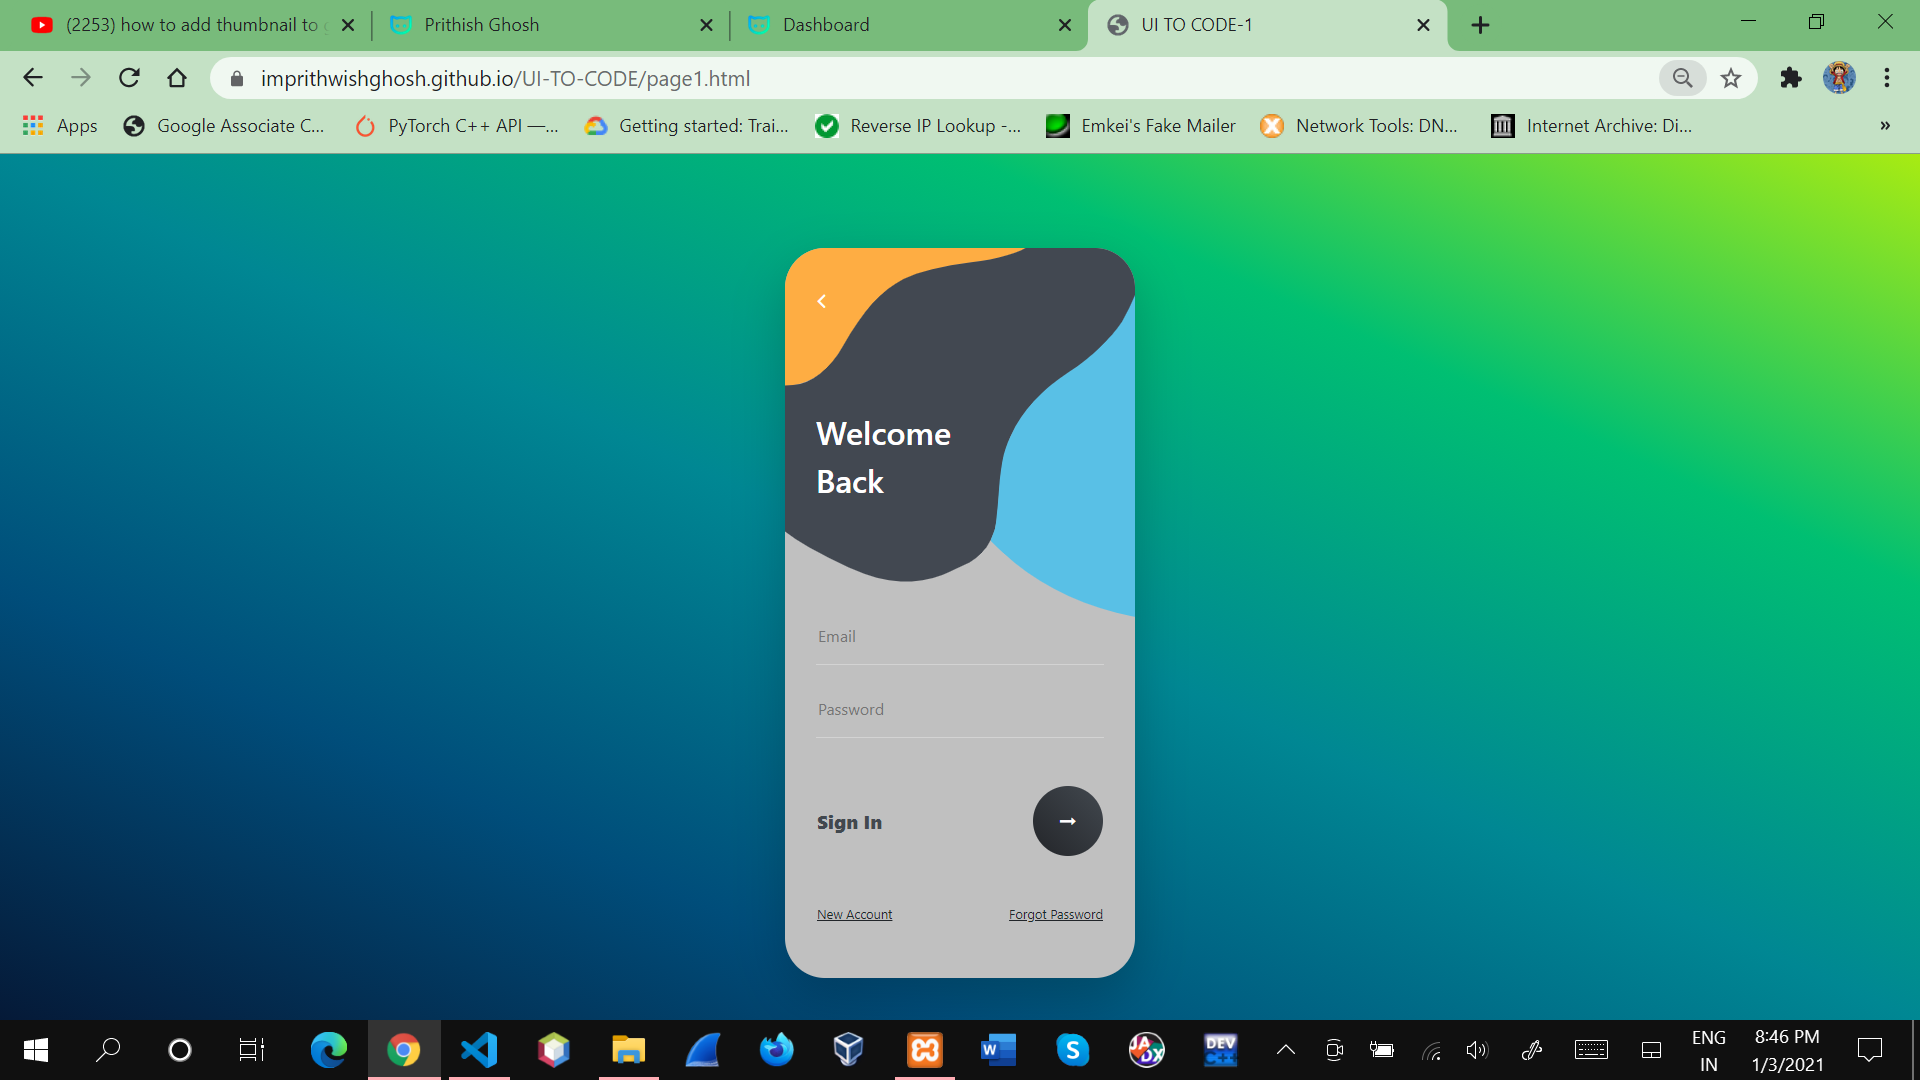 (2253) how to add thumbnail to
Prithish Ghosh
Dashboard
UI TO CODE-1
imprithwishghosh.github.io/UI-TO-CODE/page1.html
Apps
Google Associate C...
PyTorch C++ API —...
Getting started: Trai...
Reverse IP Lookup -...
Emkei's Fake Mailer
Network Tools: DN...
Internet Archive: Di...
»
Welcome
Back
Email
Password
Sign In
New Account
Forgot Password
W
S
JADX
DEV
C++
ENG
IN
8:46 PM
1/3/2021